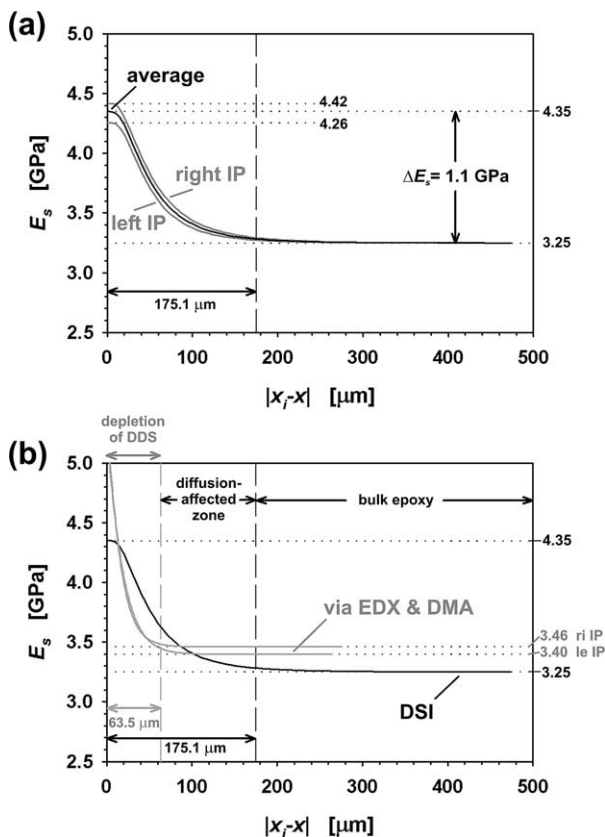 (a)
5.0
4.5
4.0
3.5
3.0
2.5
E_s [GPa]
average
4.42
4.26
4.35
right IP
left IP
ΔE_s = 1.1 GPa
3.25
175.1 μm
0 100 200 300 400 500
|x_i-x| [μm]
depletion
of DDS
(b)
5.0
4.5
4.0
3.5
3.0
2.5
E_s [GPa]
diffusion-
affected
zone
bulk epoxy
4.35
via EDX & DMA
3.46 ri IP
3.40 le IP
3.25
DSI
63.5 μm
175.1 μm
0 100 200 300 400 500
|x_i-x| [μm]